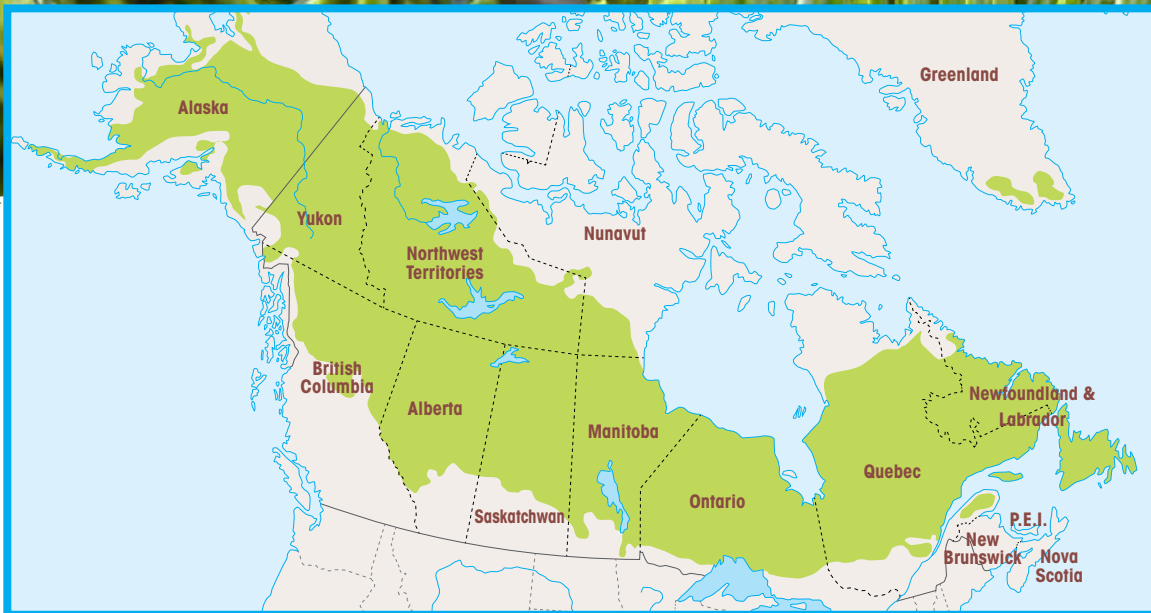 Greenland
Alaska
Yukon
Nunavut
Northwest
Territories
British
Columbia
Alberta
Newfoundland &
Labrador
Manitoba
Quebec
Ontario
Saskatchwan
P.E.I.
New
Brunswick
Nova
Scotia